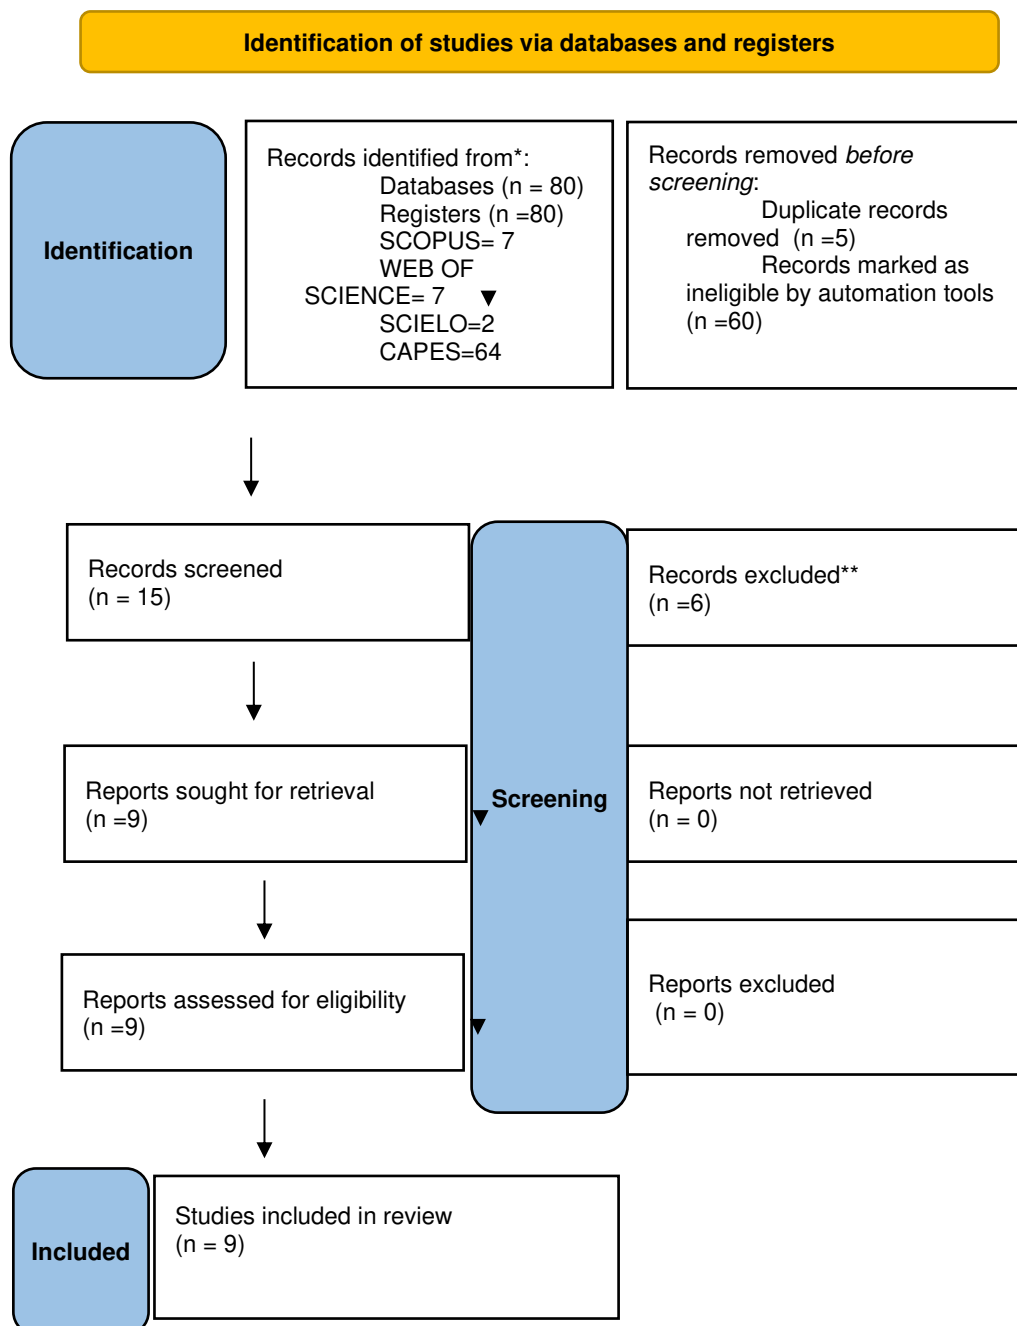 Identification of studies via databases and registers
Identification
Records identified from*:
Databases (n = 80)
Registers (n =80)
SCOPUS= 7
WEB OF
SCIENCE= 7
SCIELO=2
CAPES=64
Records removed before
screening:
Duplicate records
removed (n =5)
Records marked as
ineligible by automation tools
(n =60)
Records screened
(n = 15)
Screening
Records excluded**
(n =6)
Reports sought for retrieval
(n =9)
Reports not retrieved
(n = 0)
Reports assessed for eligibility
(n =9)
Reports excluded
(n = 0)
Included
Studies included in review
(n = 9)